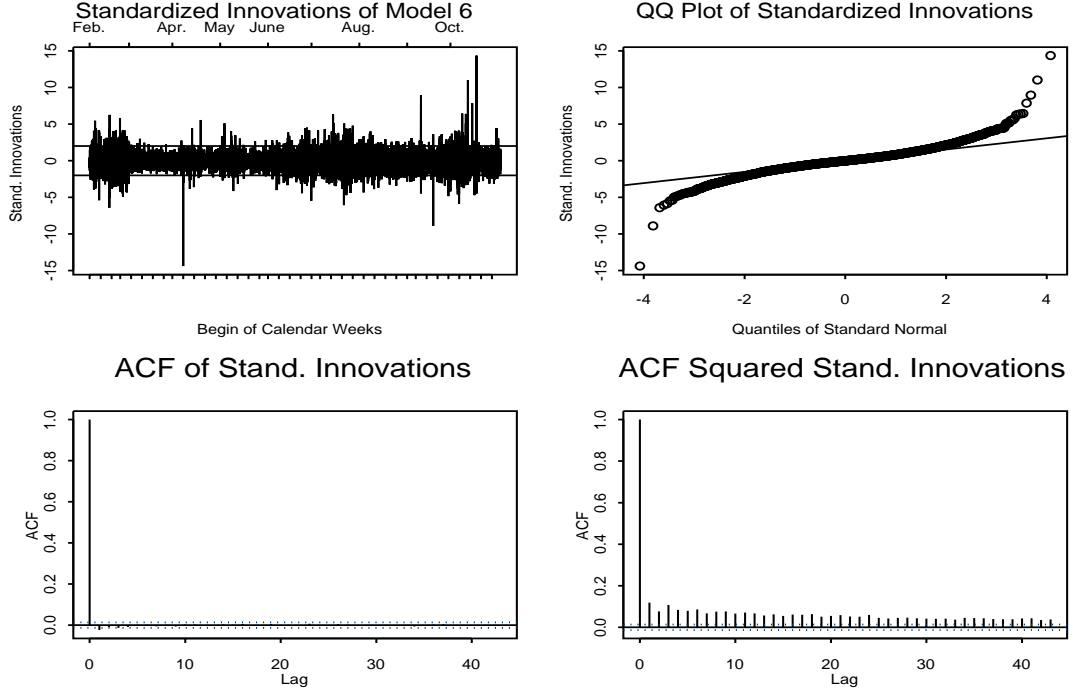 Standardized Innovations of Model 6
Feb. Apr. May June Aug. Oct.
Stand. Innovations
15
10
5
0
-5
-10
-15
Begin of Calendar Weeks
QQ Plot of Standardized Innovations
Stand. Innovations
15
10
5
0
-5
-10
-15
-4 -2 0 2 4
Quantiles of Standard Normal
ACF of Stand. Innovations
ACF
1.0
0.8
0.6
0.4
0.2
0.0
0 10 20 30 40
Lag
ACF Squared Stand. Innovations
ACF
1.0
0.8
0.6
0.4
0.2
0.0
0 10 20 30 40
Lag